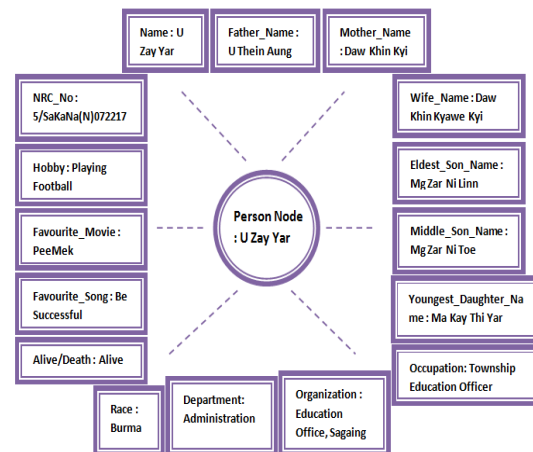 Name : U
Zay Yar
Father_Name :
U Thein Aung
Mother_Name
: Daw Khin Kyi
NRC_No :
5/SaKaNa(N)072217
Hobby : Playing
Football
Favourite_Movie :
PeeMek
Favourite_Song : Be
Successful
Alive/Death : Alive
Person Node
: U Zay Yar
Wife_Name : Daw
Khin Kyawe Kyi
Eldest_Son_Name :
Mg Zar Ni Linn
Middle_Son_Name :
Mg Zar Ni Toe
Youngest_Daughter_Na
me : Ma Kay Thi Yar
Occupation: Township
Education Officer
Race :
Burma
Department:
Administration
Organization :
Education
Office, Sagaing